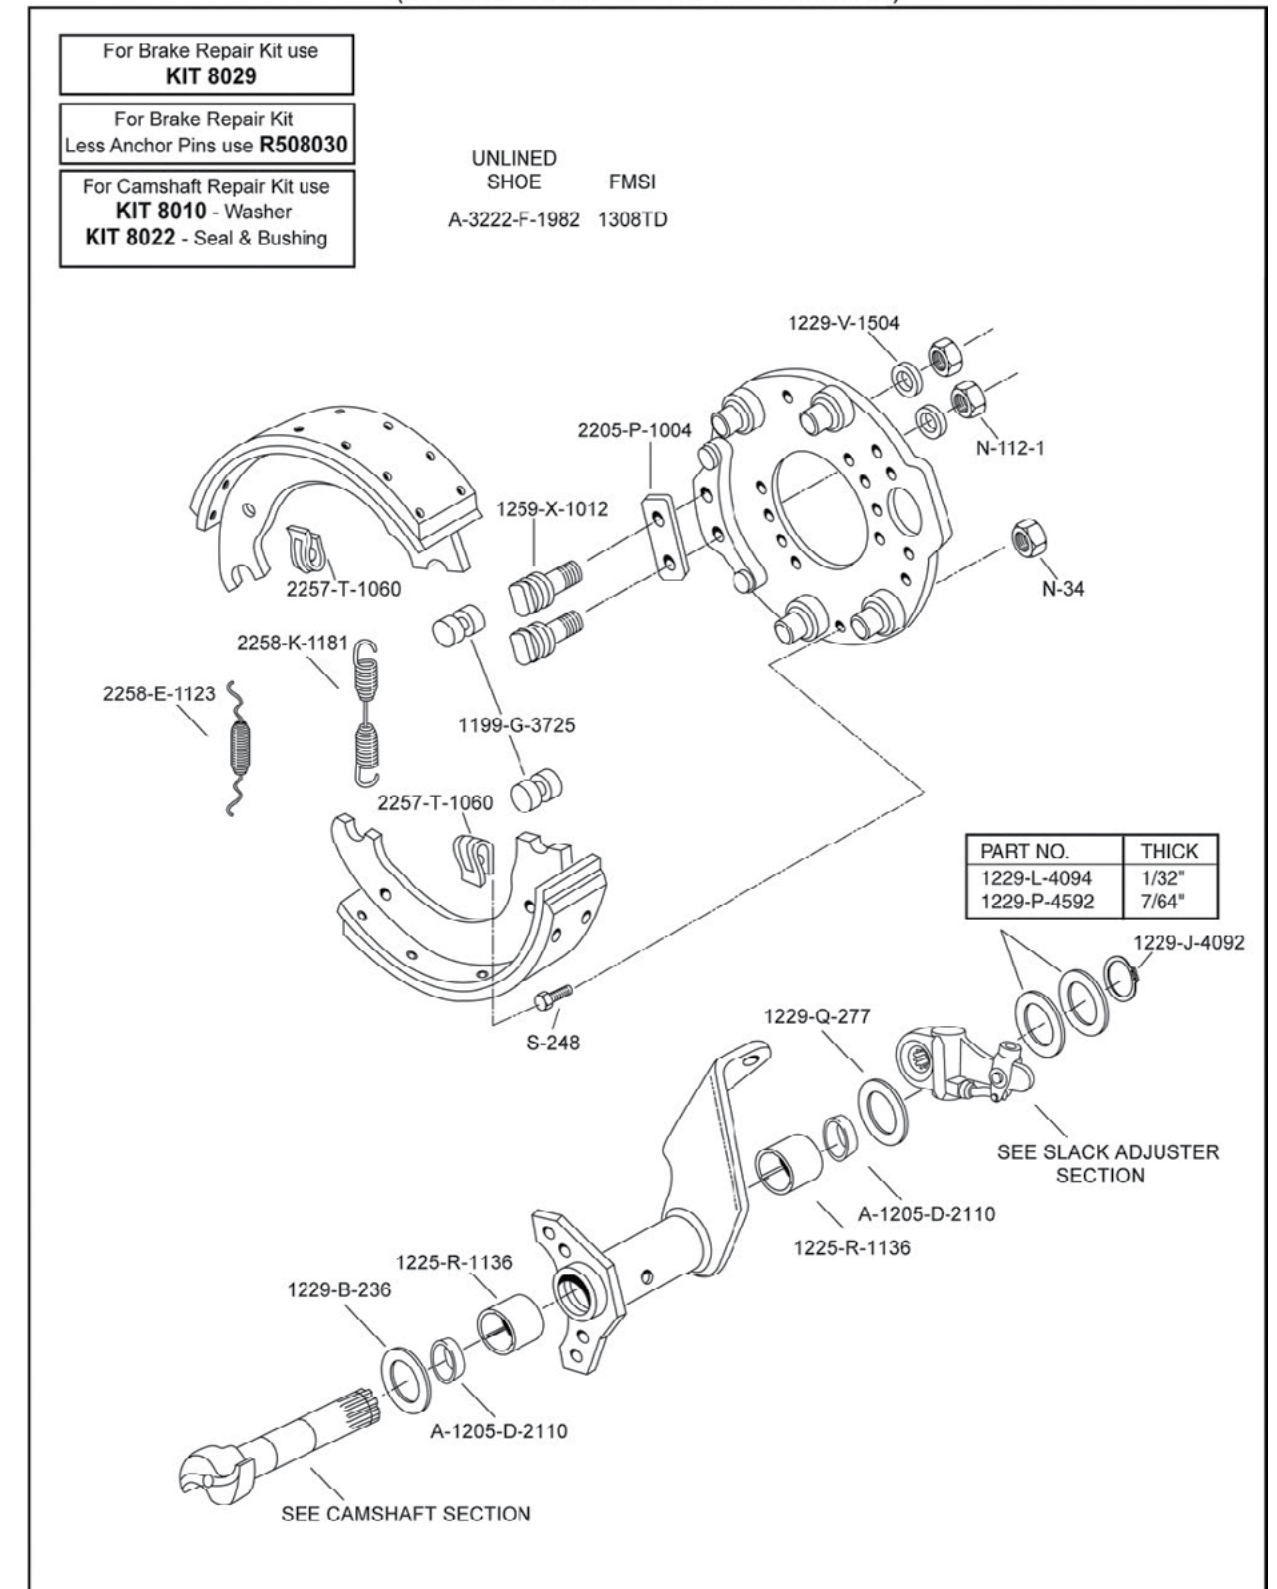 For Brake Repair Kit use
KIT 8029
For Brake Repair Kit
Less Anchor Pins use R508030
For Camshaft Repair Kit use
KIT 8010 - Washer
KIT 8022 - Seal & Bushing
UNLINED
SHOE FMSI
A-3222-F-1982 1308TD
1229-V-1504
2205-P-1004
N-112-1
1259-X-1012
2257-T-1060
N-34
2258-K-1181
2258-E-1123
1199-G-3725
2257-T-1060
PART NO. THICK
1229-L-4094 1/32"
1229-P-4592 7/64"
1229-J-4092
1229-Q-277
S-248
SEE SLACK ADJUSTER
SECTION
A-1205-D-2110
1225-R-1136
1225-R-1136
1229-B-236
A-1205-D-2110
SEE CAMSHAFT SECTION